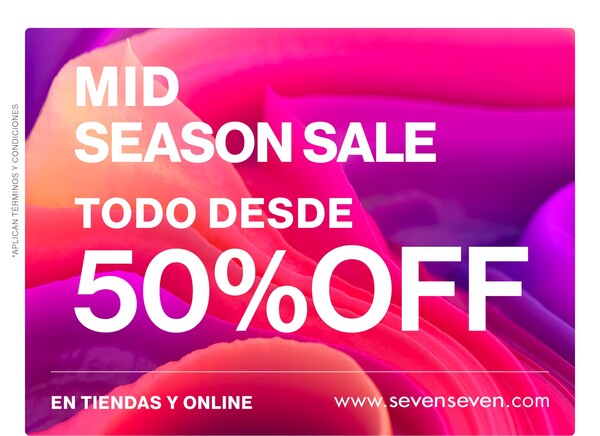 MID
SEASON SALE
TODO DESDE
50%OFF
EN TIENDAS Y ONLINE
www.sevenseven.com
*APLICAN TÉRMINOS Y CONDICIONES